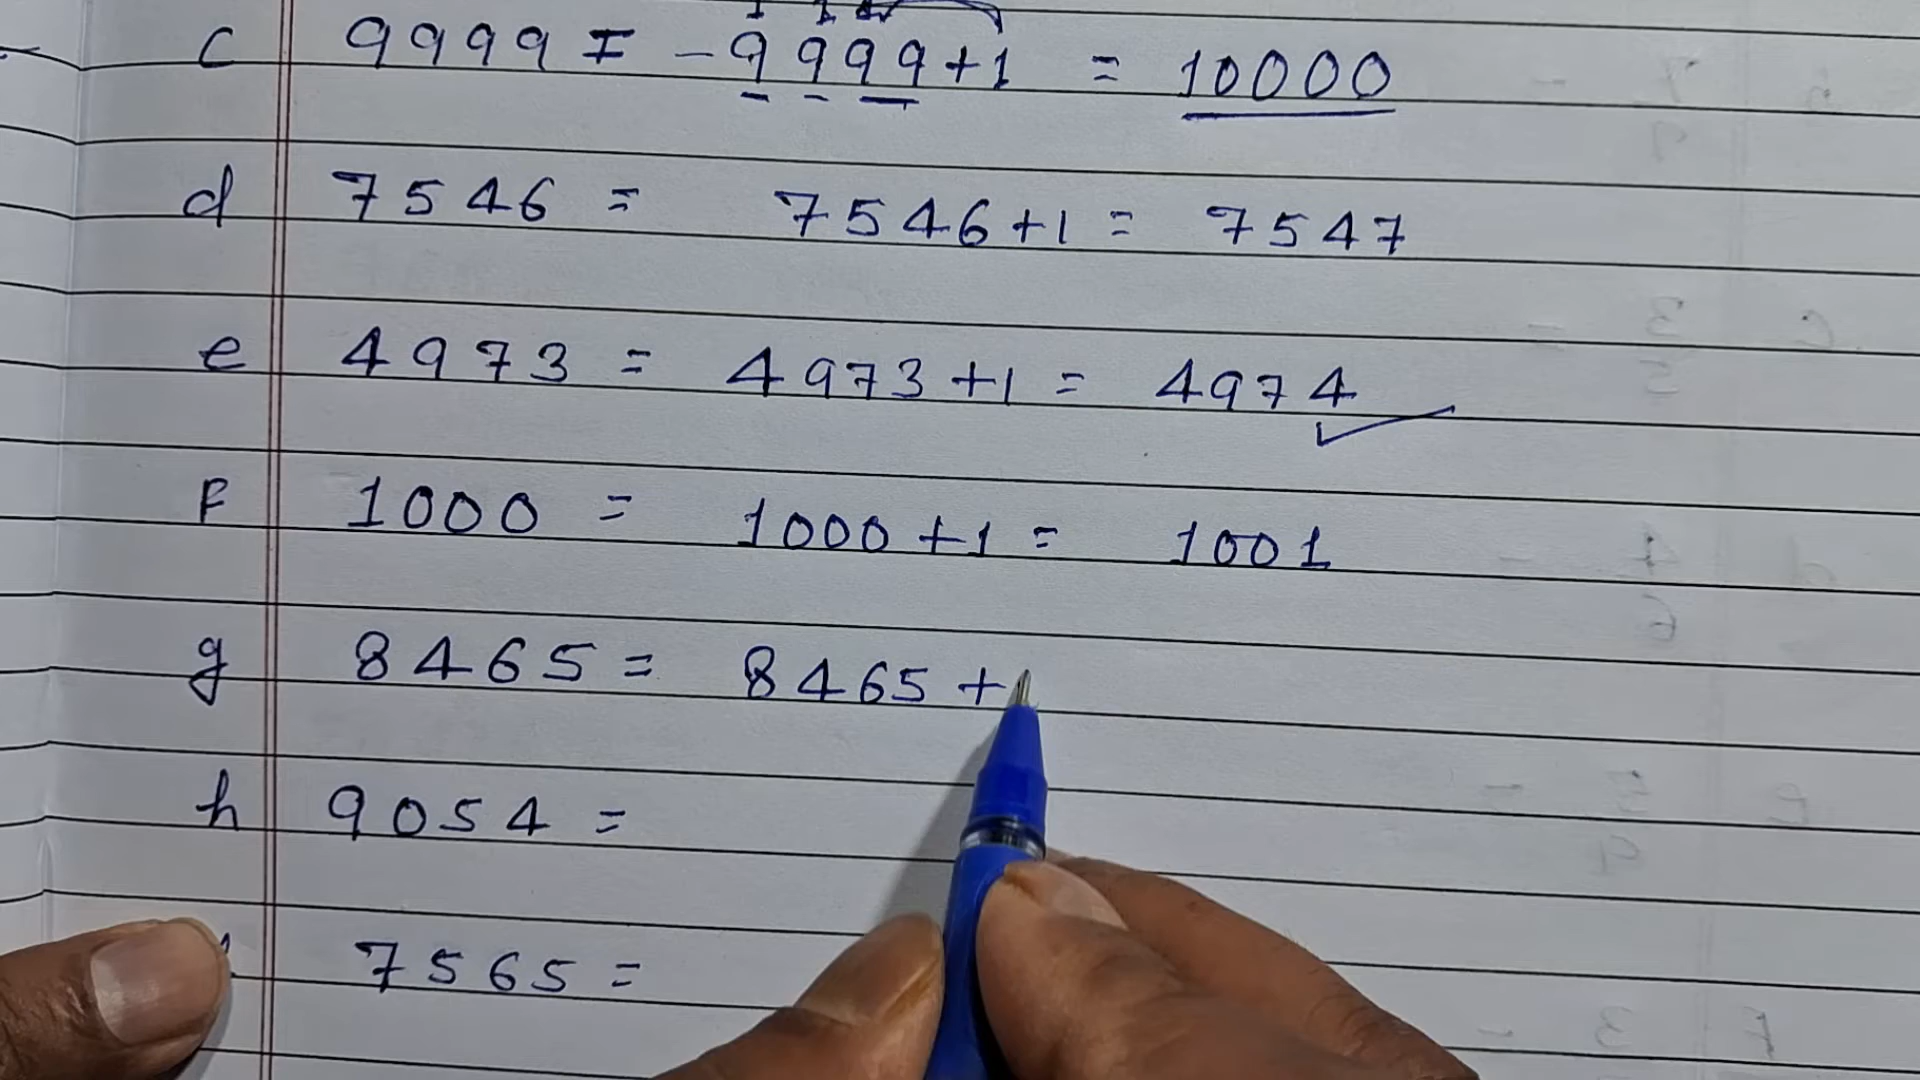 c 9999 = - 9999+1 = 10000
d 7546 = 7546+1 = 7547
e 4973 = 4973+1 = 4974
F 1000 = 1000+1 = 1001
g 8465 = 8465+
h 9054 =
7565 =